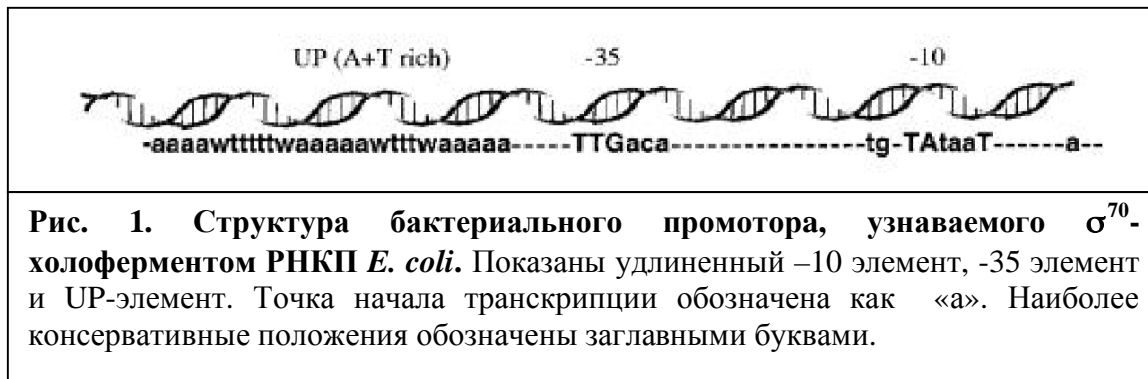 UP (A+T rich) -35 -10
-aaaawtttttwaaaaaawtttwaaaaa-----TTGaca---------------tg-TAtaaT------a--
Рис. 1. Структура бактериального промотора, узнаваемого σ70-
холоферментом РНКП E. coli. Показаны удлиненный –10 элемент, -35 элемент
и UP-элемент. Точка начала транскрипции обозначена как «a». Наиболее
консервативные положения обозначены заглавными буквами.